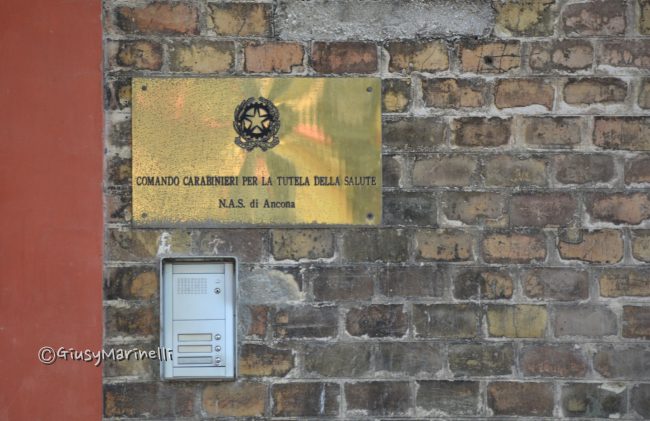 COMANDO CARABINIERI PER LA TUTELA DELLA SALUTE
N.A.S. di Ancona
©GiusyMarinelli